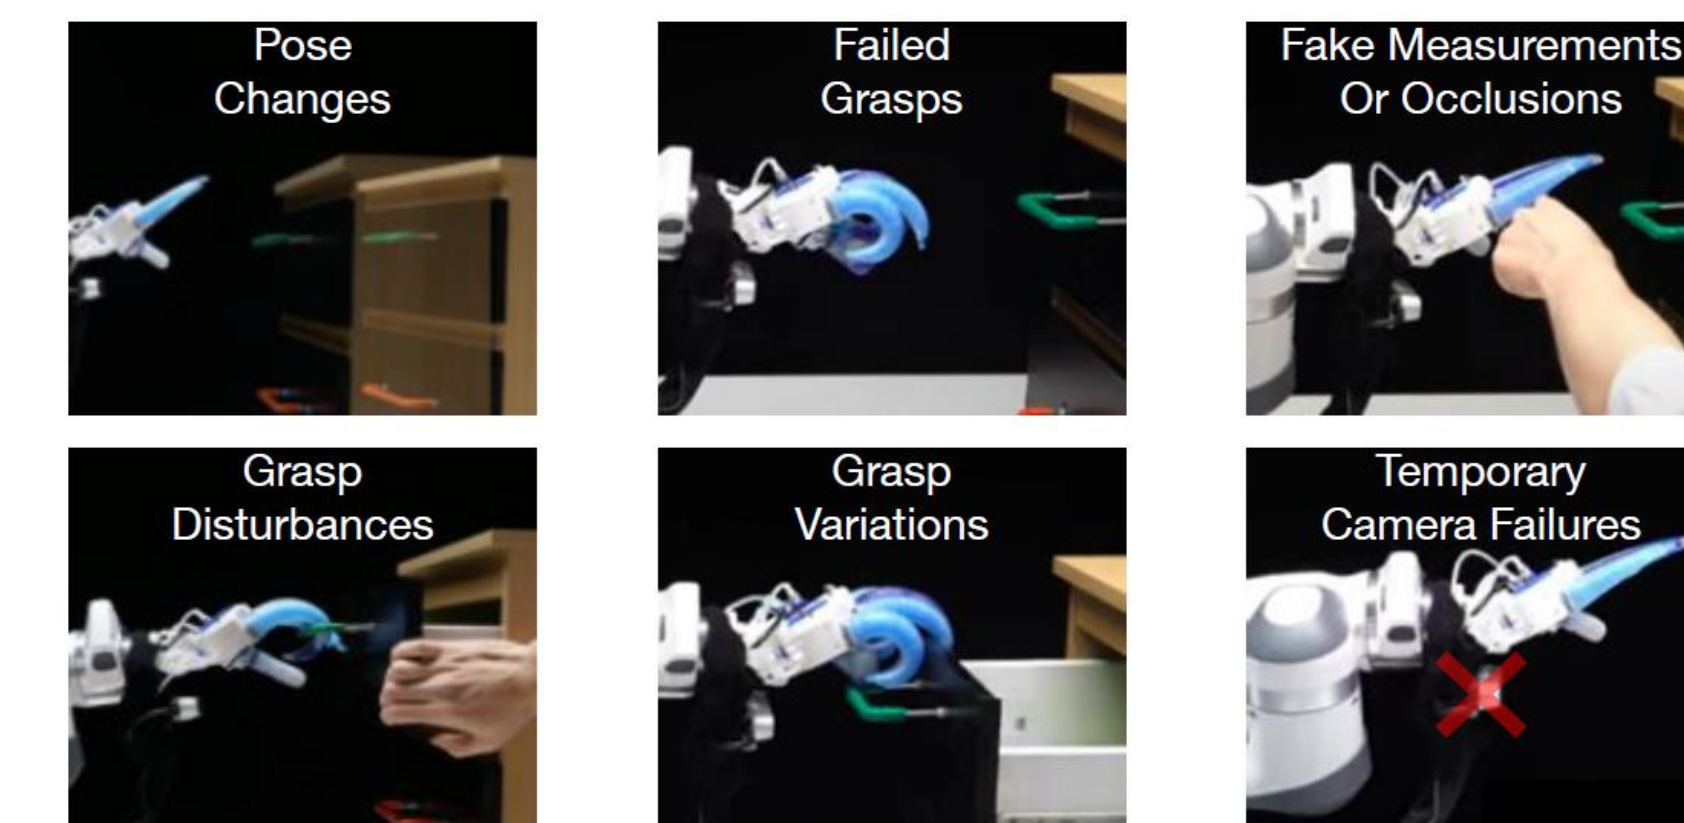 Pose
Changes
Failed
Grasps
Fake Measurements
Or Occlusions
Grasp
Disturbances
Grasp
Variations
Temporary
Camera Failures